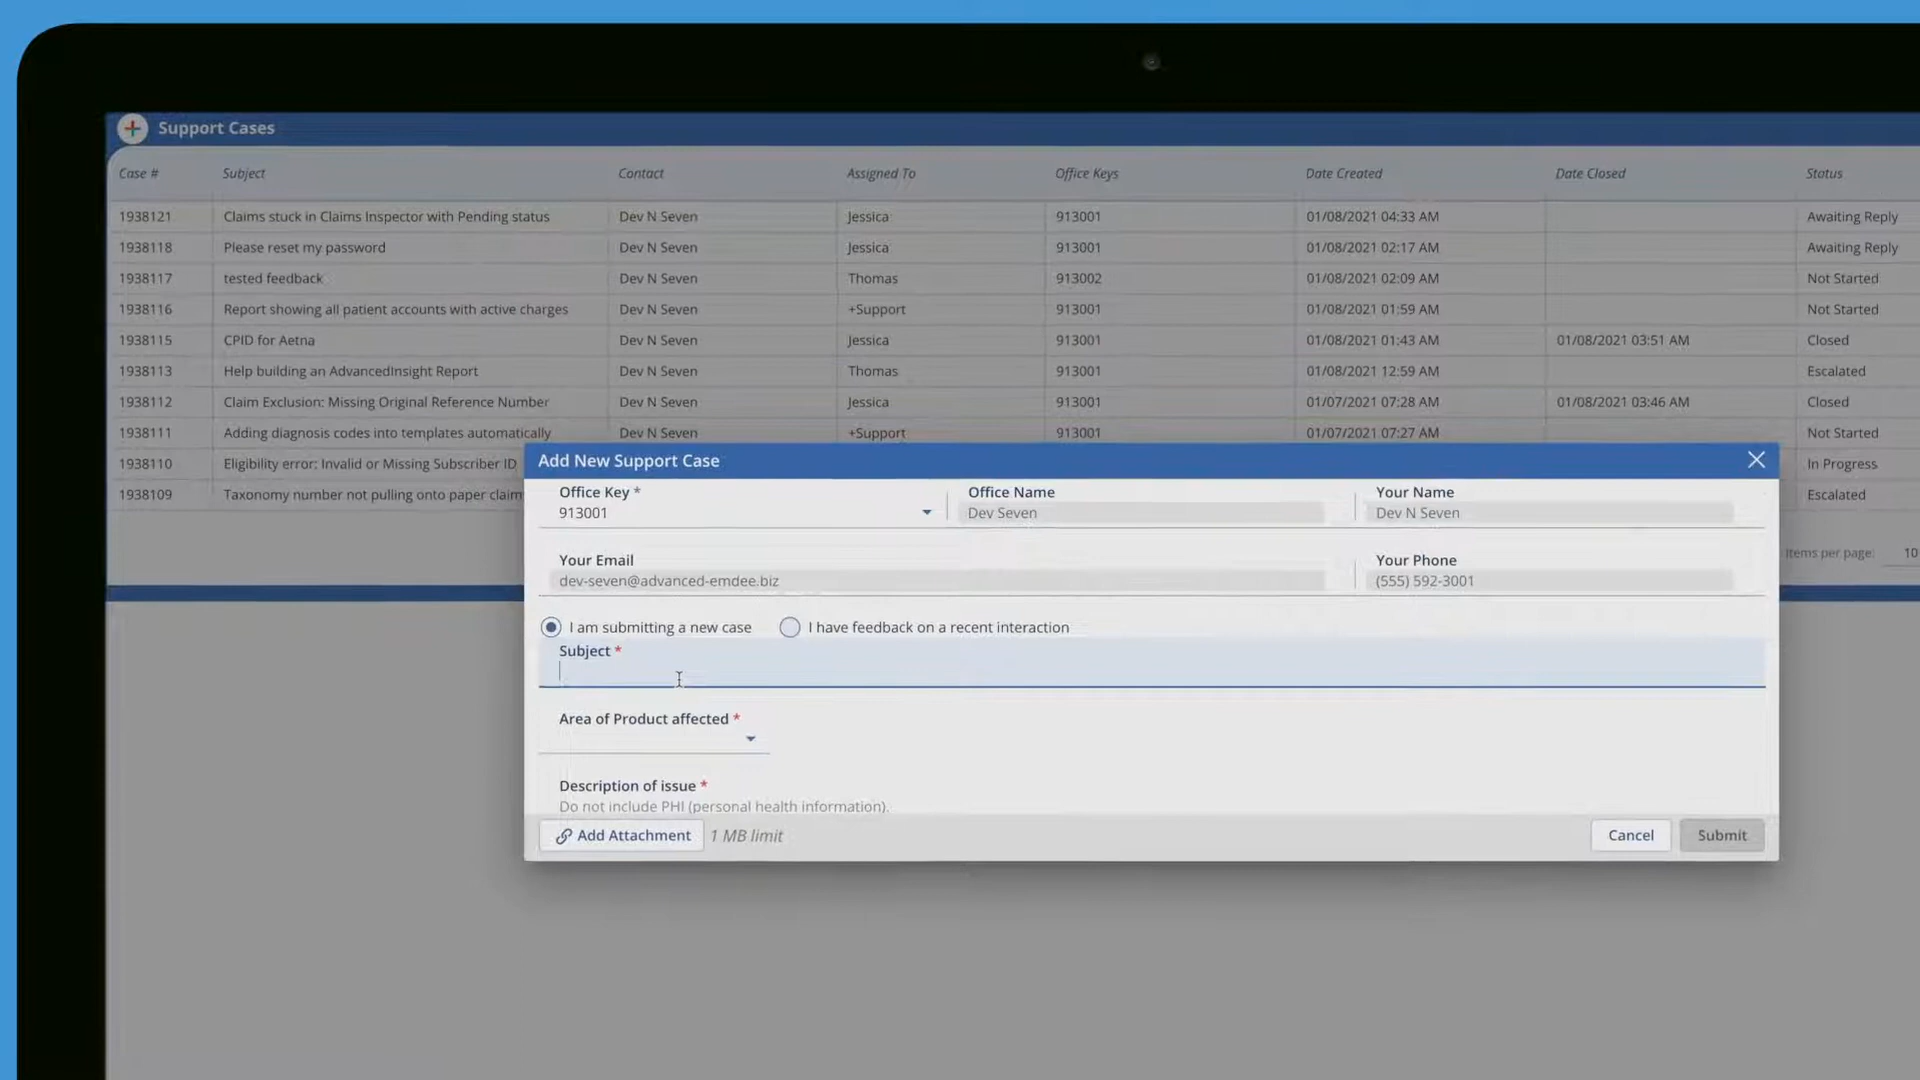 Support Cases
Case # Subject Contact Assigned To Office Keys Date Created Date Closed Status
1938121 Claims stuck in Claims Inspector with Pending status Dev N Seven Jessica 913001 01/08/2021 04:33 AM Awaiting Reply
1938118 Please reset my password Dev N Seven Jessica 913001 01/08/2021 02:17 AM Awaiting Reply
1938117 tested feedback Dev N Seven Thomas 913002 01/08/2021 02:09 AM Not Started
1938116 Report showing all patient accounts with active charges Dev N Seven +Support 913001 01/08/2021 01:59 AM Not Started
1938115 CPID for Aetna Dev N Seven Jessica 913001 01/08/2021 01:43 AM 01/08/2021 03:51 AM Closed
1938113 Help building an AdvancedInsight Report Dev N Seven Thomas 913001 01/08/2021 12:59 AM Escalated
1938112 Claim Exclusion: Missing Original Reference Number Dev N Seven Jessica 913001 01/07/2021 07:28 AM 01/08/2021 03:46 AM Closed
1938111 Adding diagnosis codes into templates automatically Dev N Seven +Support 913001 01/07/2021 07:27 AM Not Started
1938110 Eligibility error: Invalid or Missing Subscriber ID In Progress
1938109 Taxonomy number not pulling onto paper claim Escalated
Items per page: 10
Add New Support Case
Office Key * Office Name Your Name
913001 Dev Seven Dev N Seven
Your Email Your Phone
dev-seven@advanced-emdee.biz (555) 592-3001
I am submitting a new case I have feedback on a recent interaction
Subject *
Area of Product affected *
Description of issue *
Do not include PHI (personal health information).
Add Attachment 1 MB limit Cancel Submit